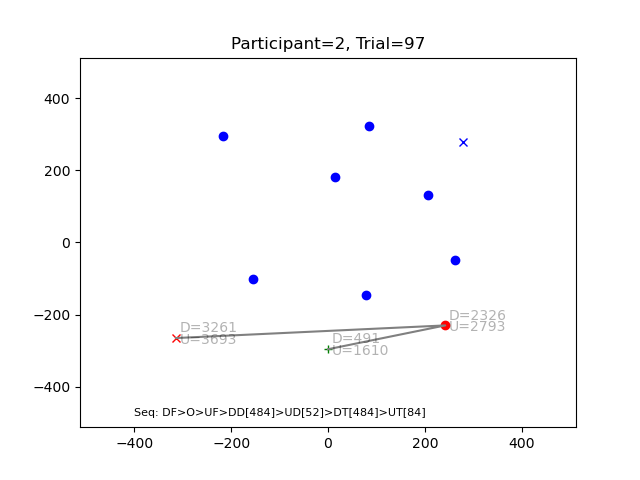 Participant=2, Trial=97
400
200
0
−200
−400
D=3261
U=3693
D=491
U=1610
D=2326
U=2793
Seq: DF>O>UF>DD[484]>UD[52]>DT[484]>UT[84]
−400
−200
0
200
400